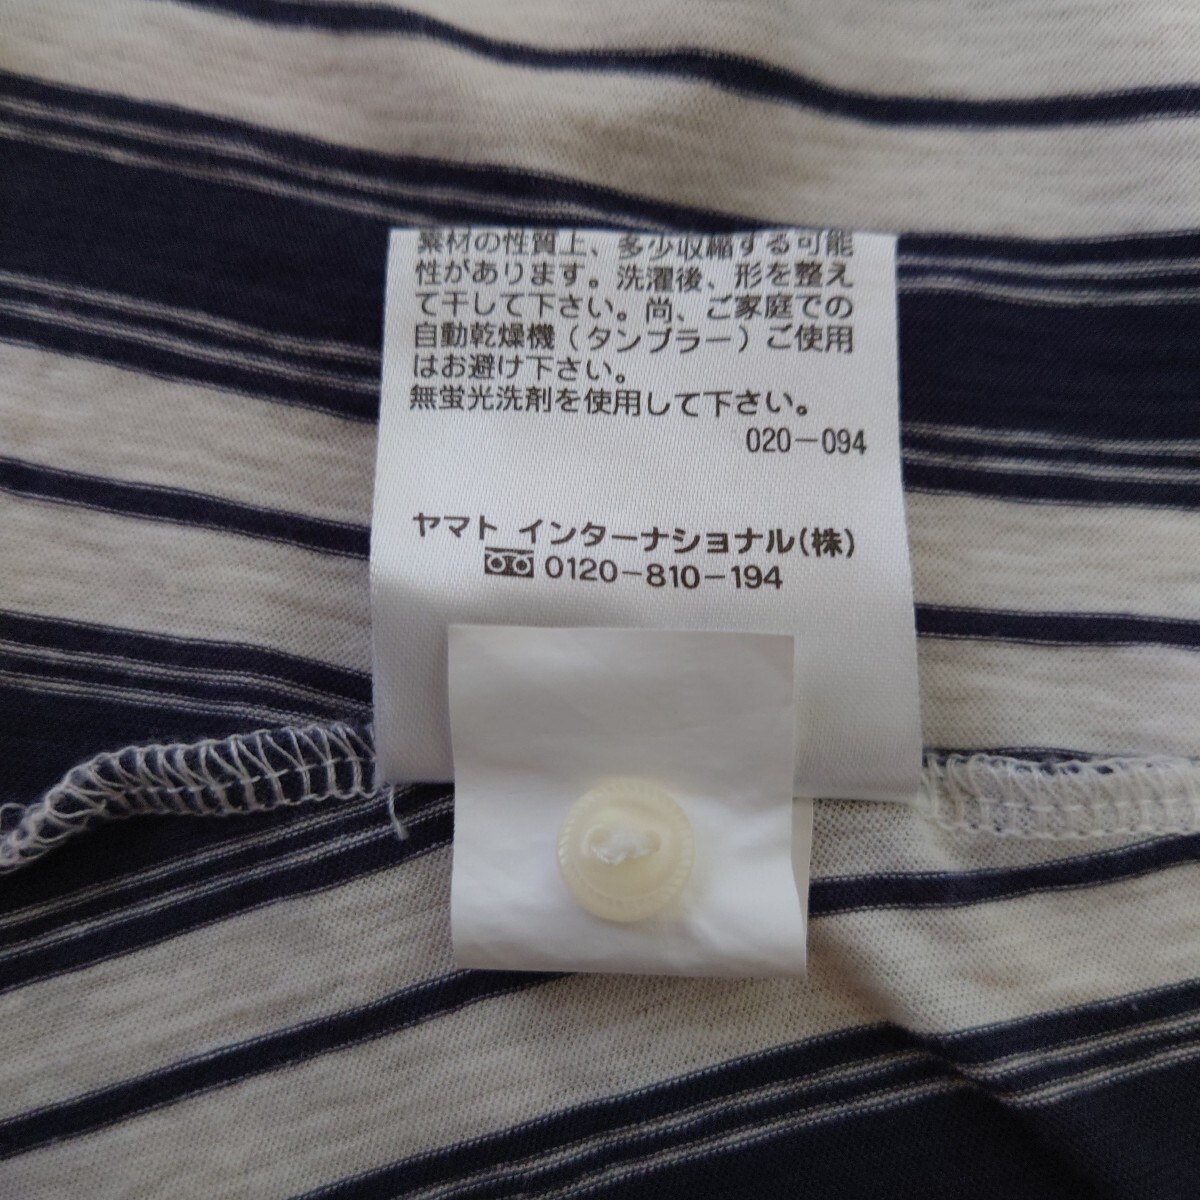 素材の性質上、多少収縮する可能
性があります。洗濯後、形を整え
て干して下さい。尚、ご家庭での
自動乾燥機(タンブラー)ご使用
はお避け下さい。
無蛍光洗剤を使用して下さい。
020-094
ヤマト インターナショナル(株)
0120-810-194